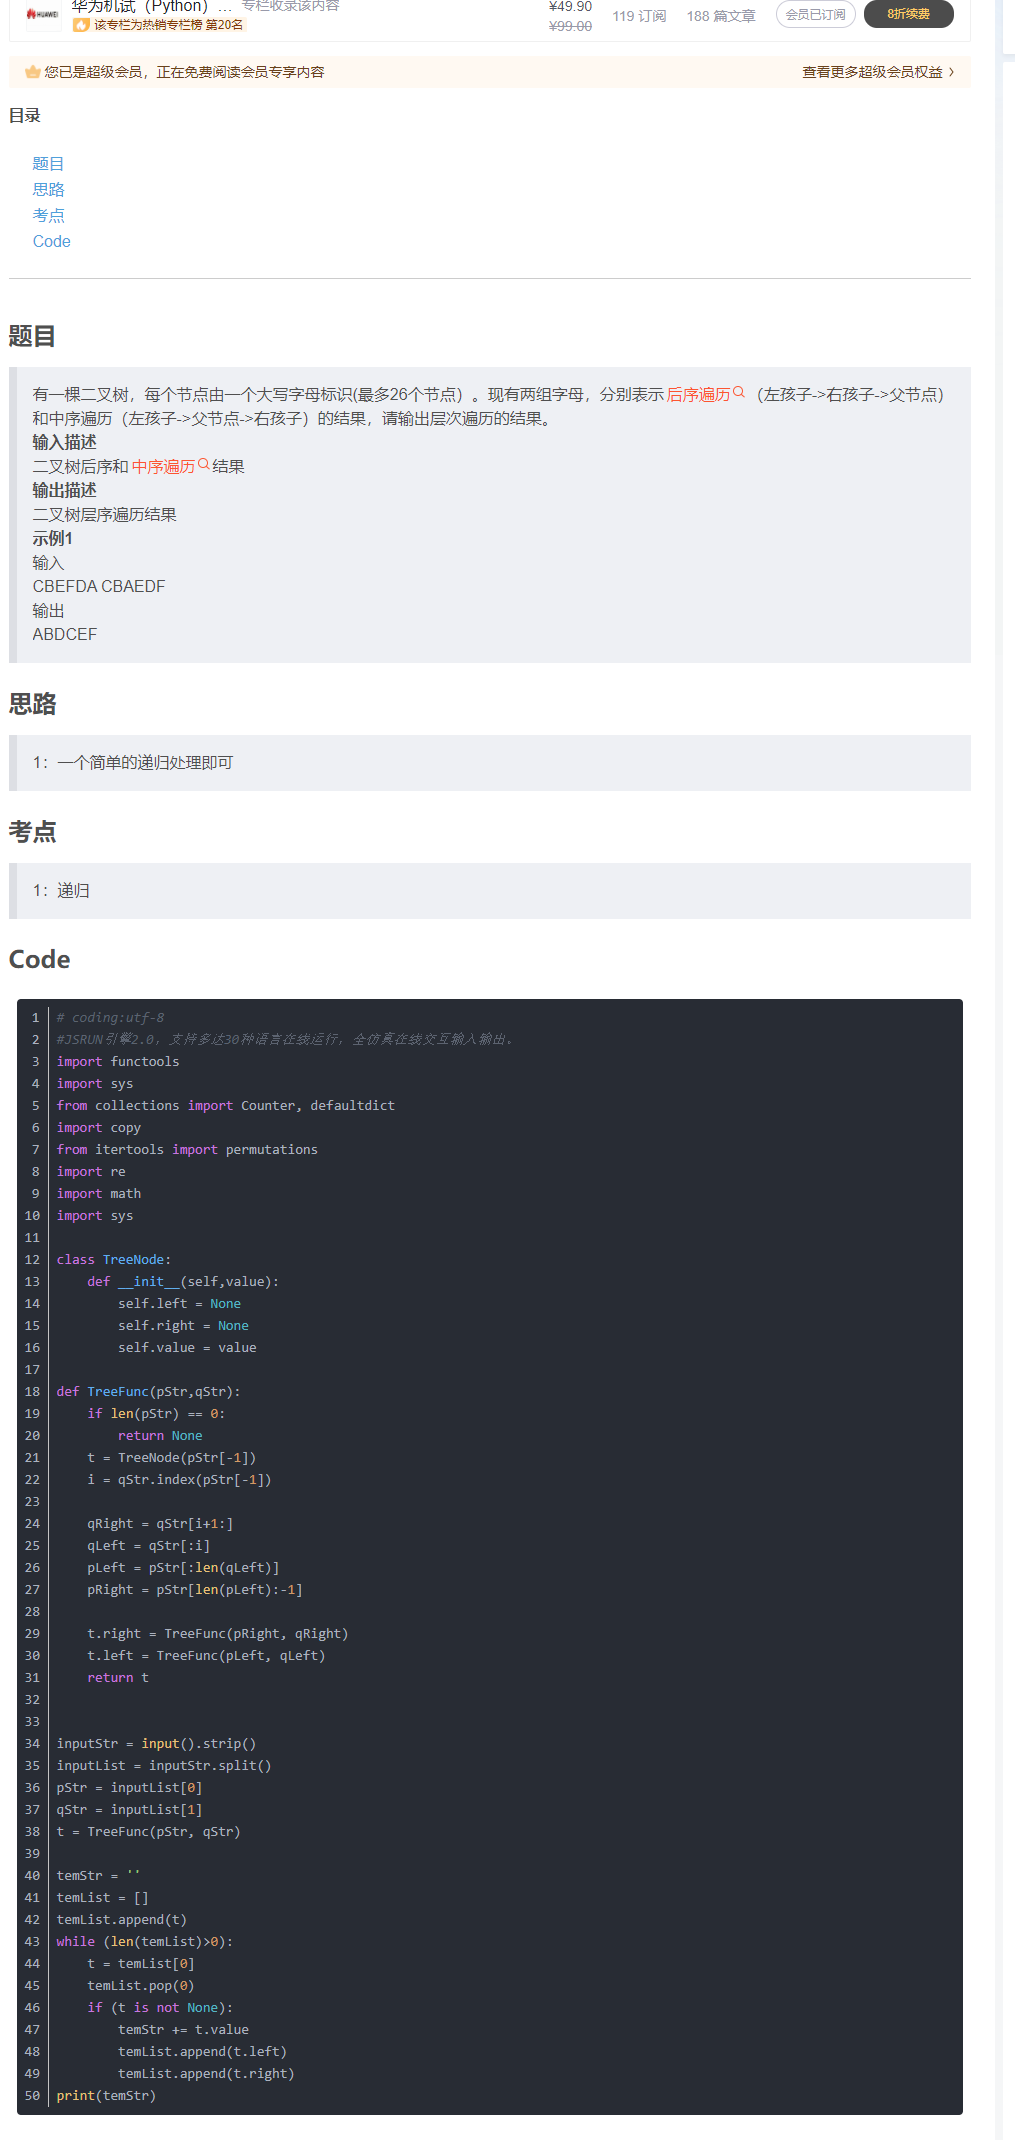 华为机试（Python）... 专栏收录该内容
HUAWEI
该专栏为热销专栏榜 第20名
¥49.90
¥99.00
119 订阅 188 篇文章 会员已订阅 8折续费
您已是超级会员，正在免费阅读会员专享内容 查看更多超级会员权益
目录
题目
思路
考点
Code
题目
有一棵二叉树，每个节点由一个大写字母标识(最多26个节点）。现有两组字母，分别表示后序遍历（左孩子->右孩子->父节点）
和中序遍历（左孩子->父节点->右孩子）的结果，请输出层次遍历的结果。
输入描述
二叉树后序和中序遍历结果
输出描述
二叉树层序遍历结果
示例1
输入
CBEFDA CBAEDF
输出
ABDCEF
思路
1：一个简单的递归处理即可
考点
1：递归
Code
1 # coding:utf-8
2 #JSRUN引擎2.0，支持多达30种语言在线运行，全仿真在线交互输入输出。
3 import functools
4 import sys
5 from collections import Counter, defaultdict
6 import copy
7 from itertools import permutations
8 import re
9 import math
10 import sys
11
12 class TreeNode:
13     def __init__(self,value):
14         self.left = None
15         self.right = None
16         self.value = value
17
18 def TreeFunc(pStr,qStr):
19     if len(pStr) == 0:
20         return None
21     t = TreeNode(pStr[-1])
22     i = qStr.index(pStr[-1])
23
24     qRight = qStr[i+1:]
25     qLeft = qStr[:i]
26     pLeft = pStr[:len(qLeft)]
27     pRight = pStr[len(pLeft):-1]
28
29     t.right = TreeFunc(pRight, qRight)
30     t.left = TreeFunc(pLeft, qLeft)
31     return t
32
33
34 inputStr = input().strip()
35 inputList = inputStr.split()
36 pStr = inputList[0]
37 qStr = inputList[1]
38 t = TreeFunc(pStr, qStr)
39
40 temStr = ''
41 temList = []
42 temList.append(t)
43 while (len(temList)>0):
44     t = temList[0]
45     temList.pop(0)
46     if (t is not None):
47         temStr += t.value
48         temList.append(t.left)
49         temList.append(t.right)
50 print(temStr)